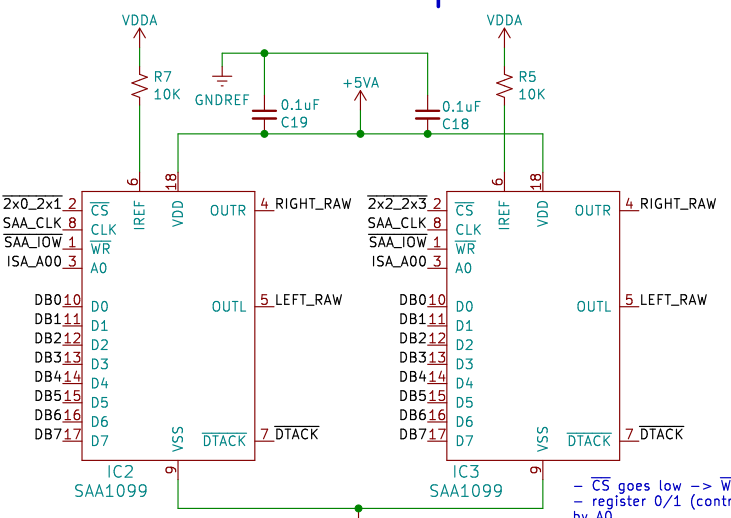 VDDA
VDDA
R7
10K
R5
10K
GNDREF
+5VA
0.1uF
C19
0.1uF
C18
6
18
6
18
2x0_2x1 2 CS
SAA_CLK 8 CLK
SAA_IOW 1 WR
ISA_A00 3 A0
IREF
VDD
OUTR 4 RIGHT_RAW
DB0 10 D0
DB1 11 D1
DB2 12 D2
DB3 13 D3
DB4 14 D4
DB5 15 D5
DB6 16 D6
DB7 17 D7
OUTL 5 LEFT_RAW
VSS
DTACK 7 DTACK
9
IC2
SAA1099
2x2_2x3 2 CS
SAA_CLK 8 CLK
SAA_IOW 1 WR
ISA_A00 3 A0
IREF
VDD
OUTR 4 RIGHT_RAW
DB0 10 D0
DB1 11 D1
DB2 12 D2
DB3 13 D3
DB4 14 D4
DB5 15 D5
DB6 16 D6
DB7 17 D7
OUTL 5 LEFT_RAW
VSS
DTACK 7 DTACK
9
IC3
SAA1099
- CS goes low ->
- register 0/1
by A0